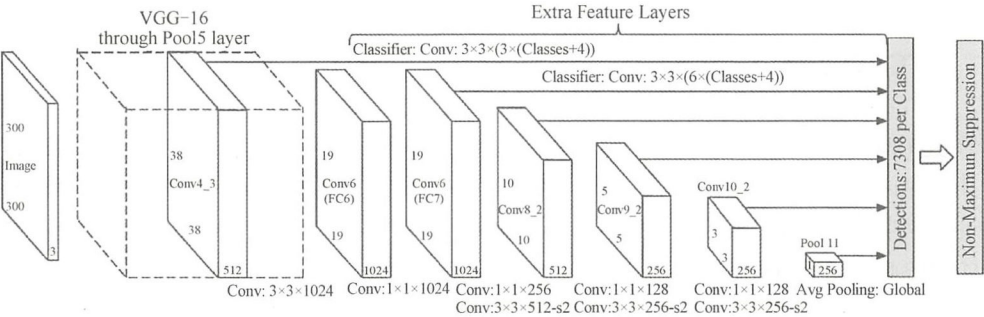 VGG-16
through Pool5 layer
Extra Feature Layers
Classifier: Conv: 3×3×(3×(Classes+4))
Classifier: Conv: 3×3×(6×(Classes+4))
300
Image
300
3
38
Conv4_3
38
512
19
Conv6
(FC6)
19
1024
19
Conv6
(FC7)
19
1024
10
Conv8_2
10
512
5
Conv9_2
5
256
Conv10_2
3
3
256
Pool 11
1
256
Conv: 3×3×1024
Conv:1×1×1024
Conv:1×1×256
Conv:3×3×512-s2
Conv:1×1×128
Conv:3×3×256-s2
Conv:1×1×128
Conv:3×3×256-s2
Avg Pooling: Global
Detections:7308 per Class
Non-Maximun Suppression